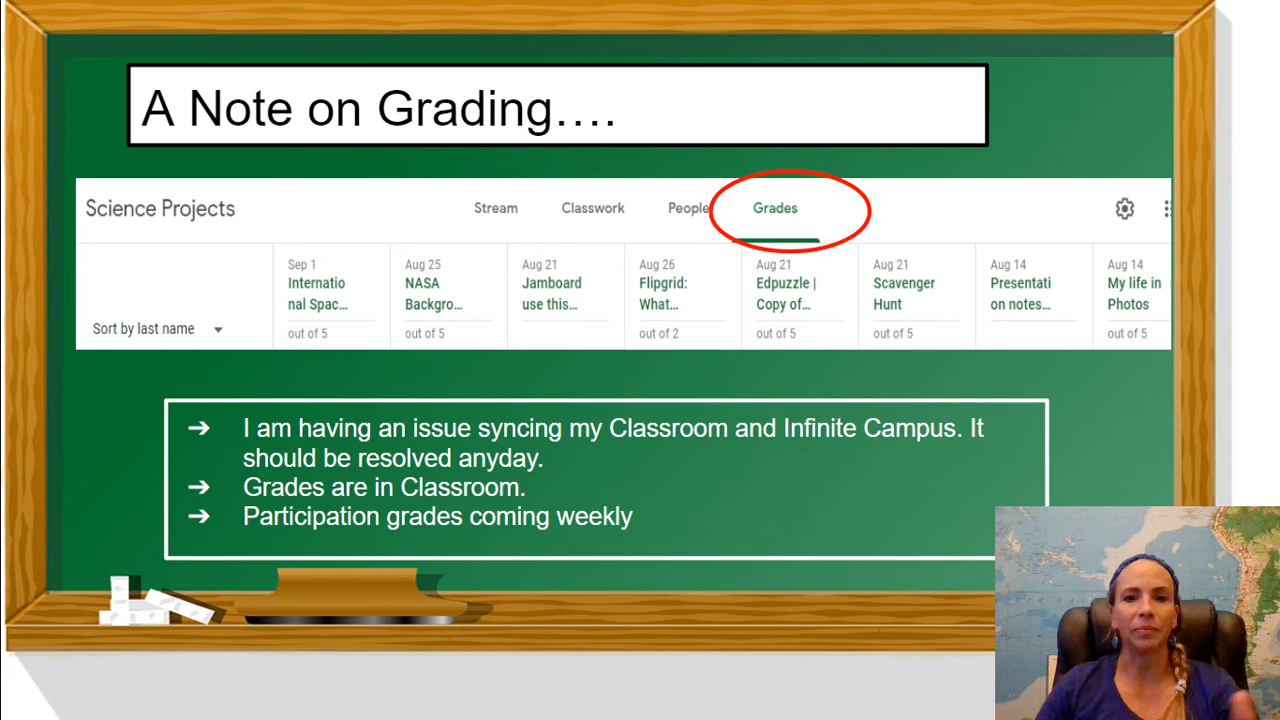 A Note on Grading….
Science Projects
Stream Classwork People Grades
Sep 1 Aug 25 Aug 21 Aug 26 Aug 21 Aug 21 Aug 14 Aug 14
Internatio NASA Jamboard Flipgrid: Edpuzzle | Scavenger Presentati My life in
nal Spac... Backgro... use this... What... Copy of... Hunt on notes... Photos
Sort by last name
out of 5 out of 5 out of 2 out of 5 out of 5 out of 5
➔ I am having an issue syncing my Classroom and Infinite Campus. It
should be resolved anyday.
➔ Grades are in Classroom.
➔ Participation grades coming weekly